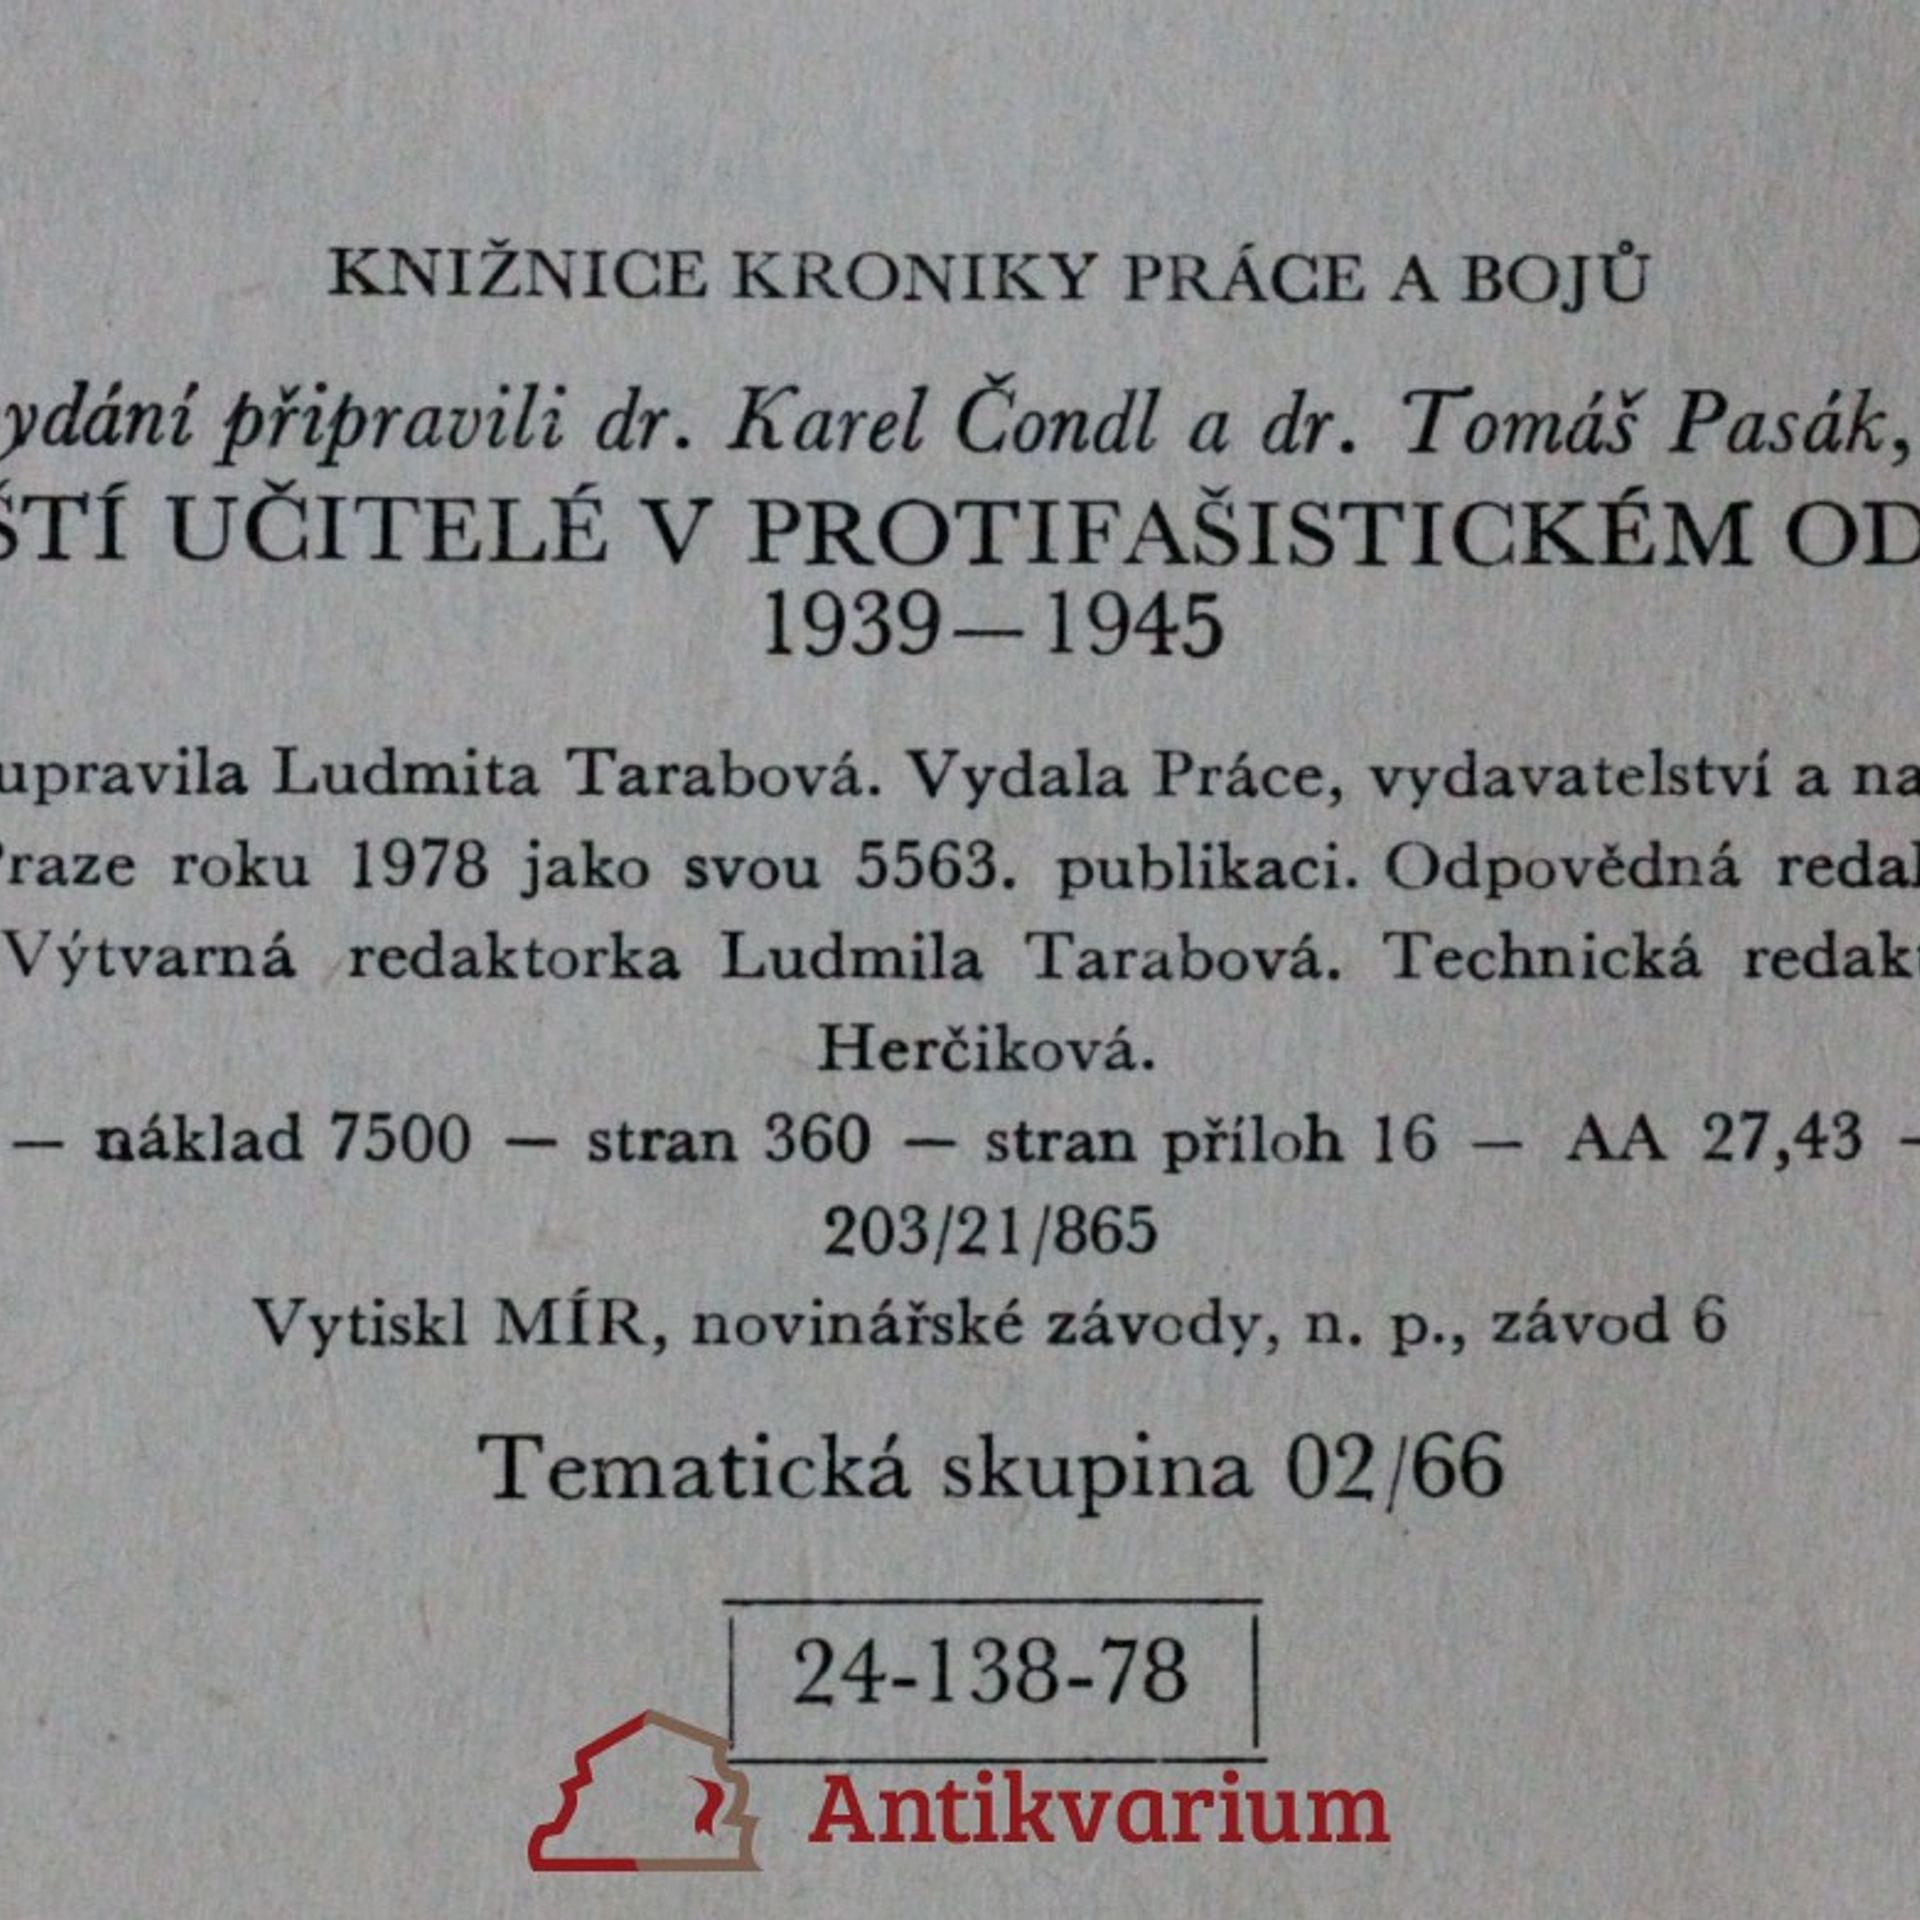 KNIŽNICE KRONIKY PRÁCE A BOJŮ
ydání připravili dr. Karel Čondl a dr. Tomáš Pasák,
ŠTÍ UČITELÉ V PROTIFAŠISTICKÉM OD
1939—1945
upravila Ludmita Tarabová. Vydala Práce, vydavatelství a na
Praze roku 1978 jako svou 5563. publikaci. Odpovědná redak
Výtvarná redaktorka Ludmila Tarabová. Technická redakt
Herčiková.
— náklad 7500 — stran 360 — stran příloh 16 — AA 27,43 —
203/21/865
Vytiskl MÍR, novinářské závody, n. p., závod 6
Tematická skupina 02/66
24-138-78
Antikvarium